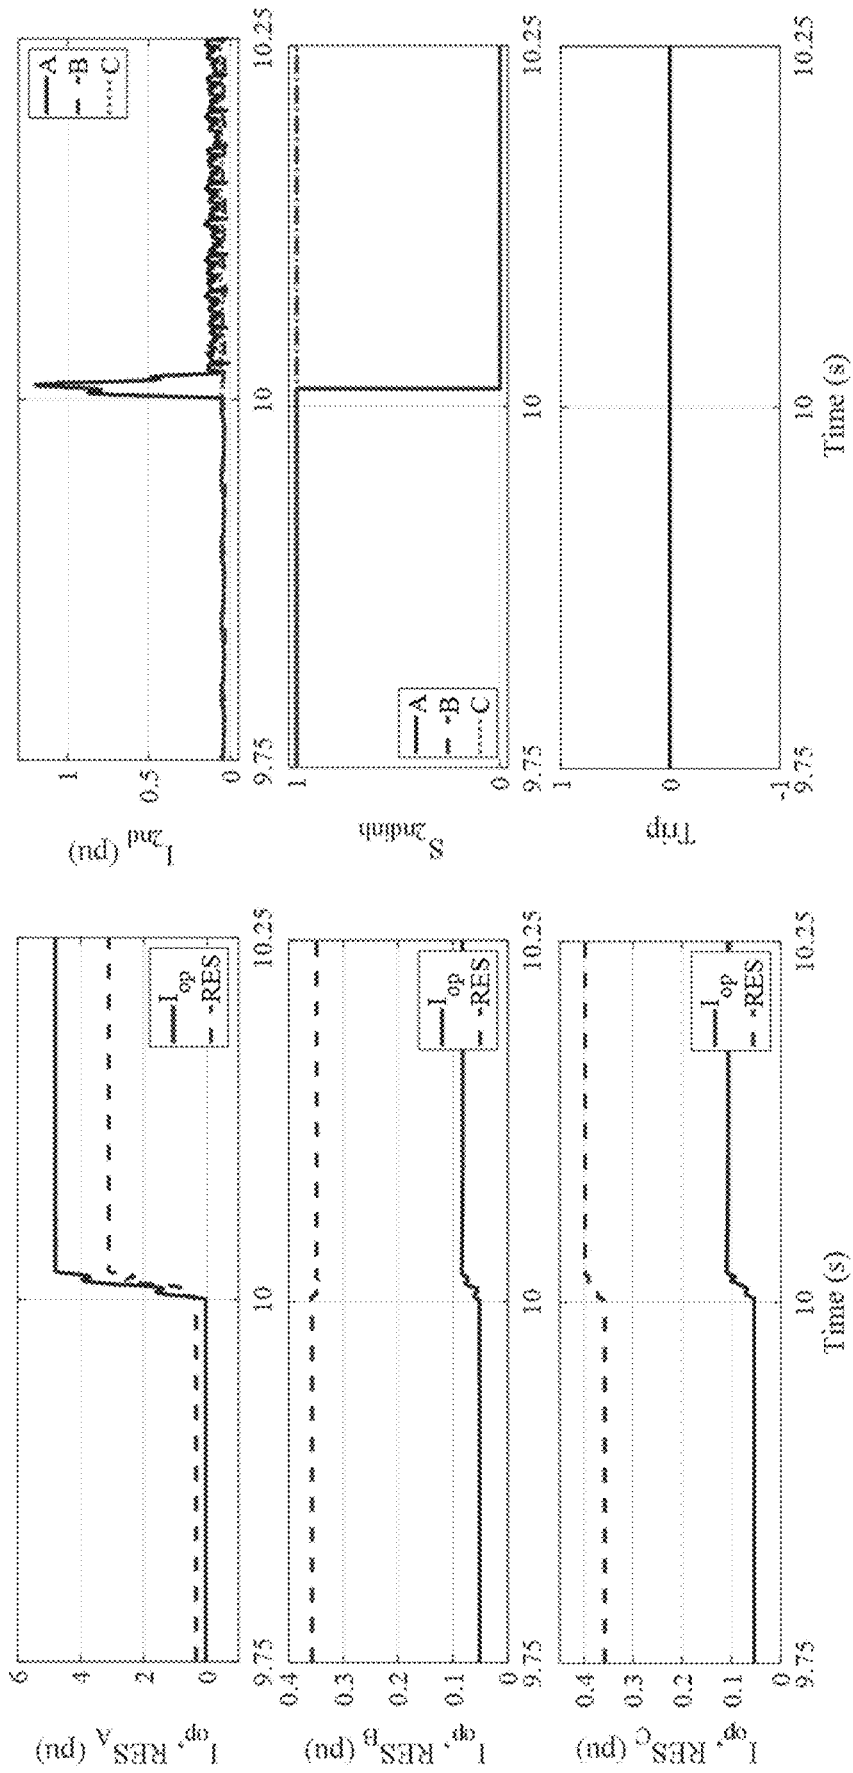 I_op, RES_A (pu)
6
4
2
0
9.75
10
10.25
I_op
RES
I_op, RES_B (pu)
0.4
0.3
0.2
0.1
0
9.75
10
10.25
I_op
RES
I_op, RES_C (pu)
0.4
0.3
0.2
0.1
0
9.75
10
10.25
I_op
RES
Time (s)
I_2nd (pu)
1
0.5
0
9.75
10
10.25
A
B
C
S_2ndinh
1
0
9.75
10
10.25
A
B
C
Trip
1
0
-1
9.75
10
10.25
Time (s)